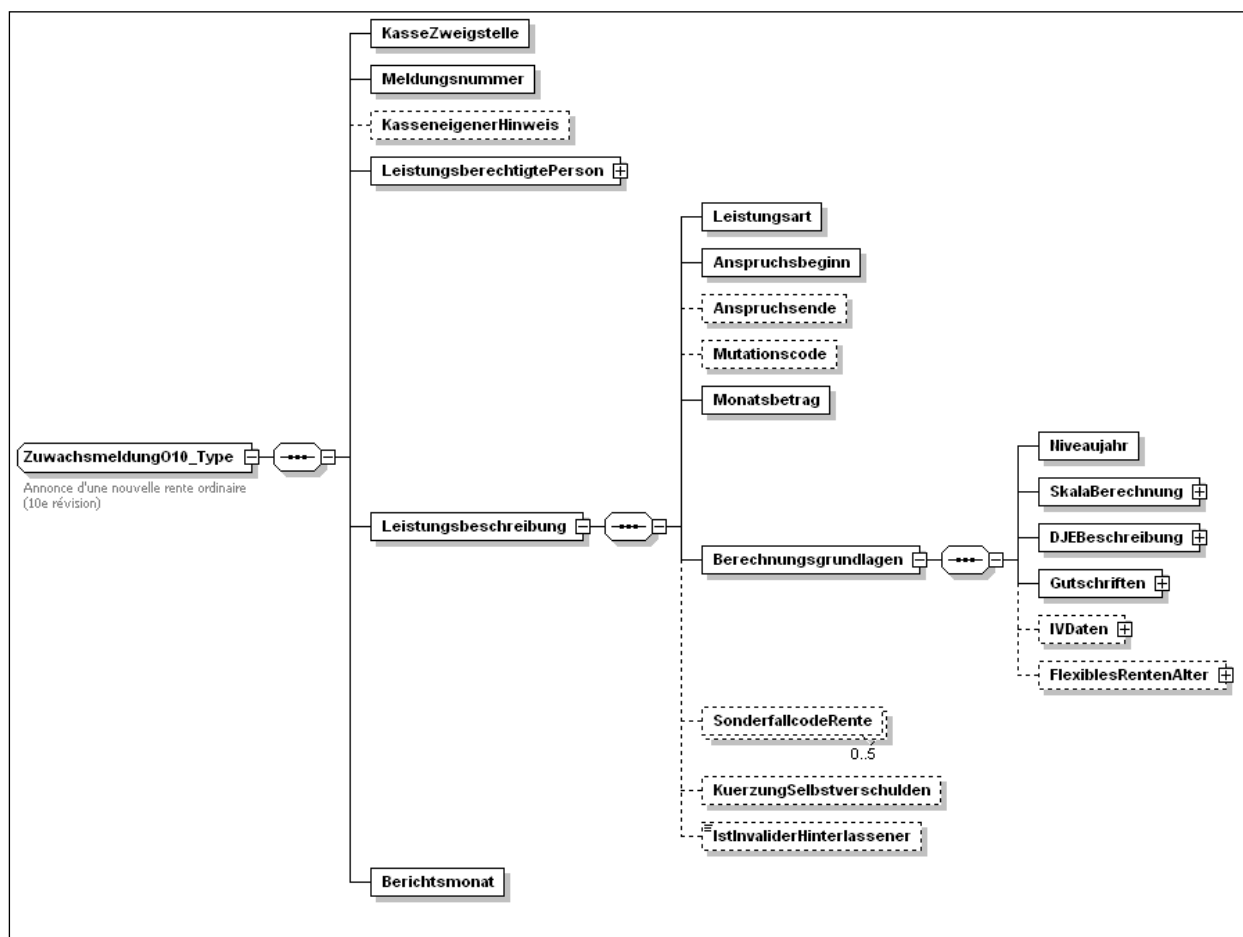 KasseZweigstelle
Meldungsnummer
KasseneigenerHinweis
LeistungsberechtigtePerson
Leistungsart
Anspruchsbeginn
Anspruchsende
Mutationscode
Monatsbetrag
ZuwachsmeldungO10_Type
Annonce d'une nouvelle rente ordinaire
(10e révision)
Leistungsbeschreibung
Berechnungsgrundlagen
Niveaujahr
SkalaBerechnung
DJEBeschreibung
Gutschriften
IVDaten
FlexiblesRentenAlter
SonderfallcodeRente
0..5
KuerzungSelbstverschulden
IstInvaliderHinterlassener
Berichtsmonat